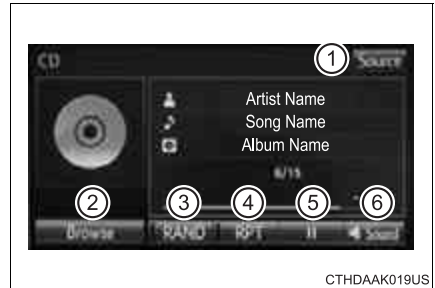 CD
1
Source
Artist Name
Song Name
Album Name
6/15
2
3
4
5
6
Browse
RAND
RPT
Sound
CTHDAAK019US